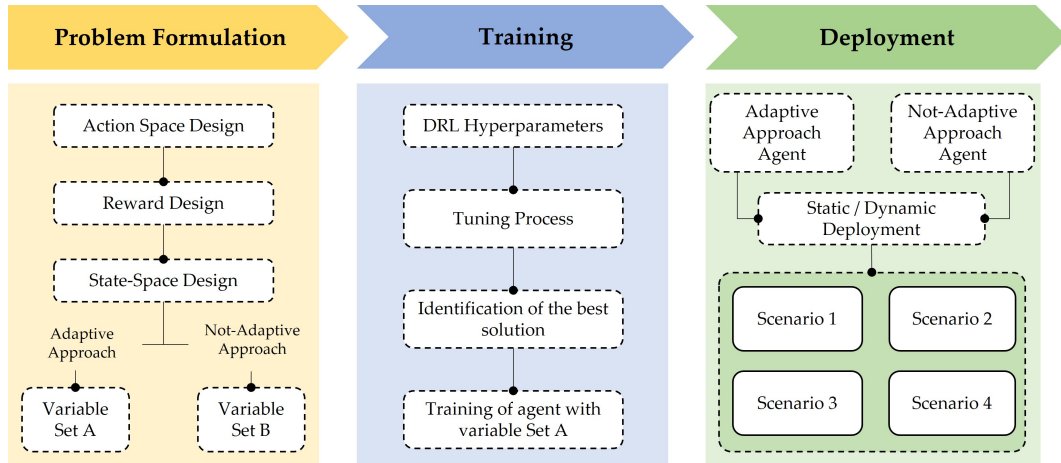 Problem Formulation
Action Space Design
Reward Design
State-Space Design
Adaptive
Approach
Not-Adaptive
Approach
Variable
Set A
Variable
Set B
Training
DRL Hyperparameters
Tuning Process
Identification of the best
solution
Training of agent with
variable Set A
Deployment
Adaptive
Approach
Agent
Not-Adaptive
Approach
Agent
Static / Dynamic
Deployment
Scenario 1
Scenario 2
Scenario 3
Scenario 4